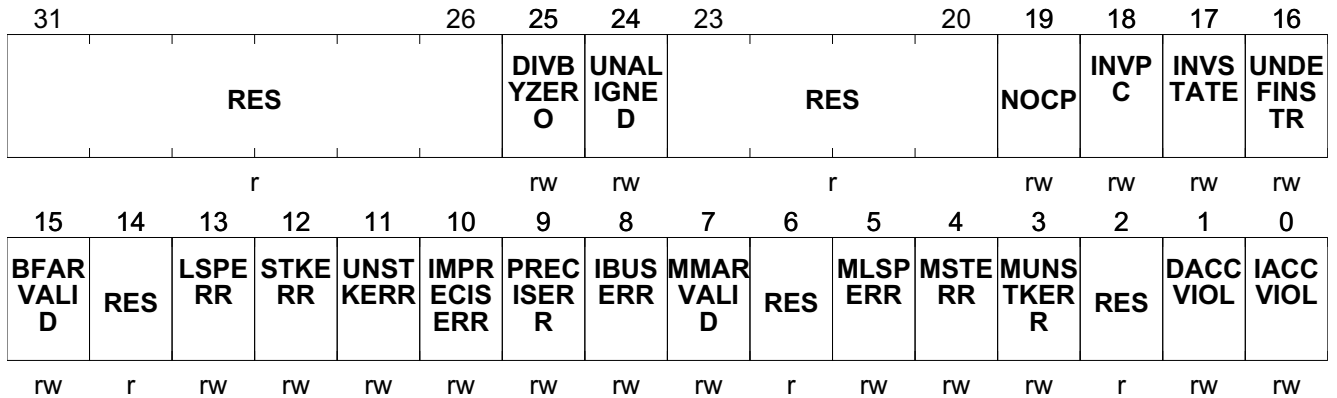 31 26 25 24 23 20 19 18 17 16
RES DIVB YZER O UNAL IGNE D RES NOCP INVP C INVS TATE UNDE FINS TR
r rw rw r rw rw rw rw
15 14 13 12 11 10 9 8 7 6 5 4 3 2 1 0
BFAR VALI D RES LSPE RR STKE RR UNST KERR IMPR ECIS ERR PREC ISER R IBUS ERR MMAR VALI D RES MLSP ERR MSTE RR MUNS TKER R RES DACC VIOL IACC VIOL
rw r rw rw rw rw rw rw rw r rw rw rw r rw rw